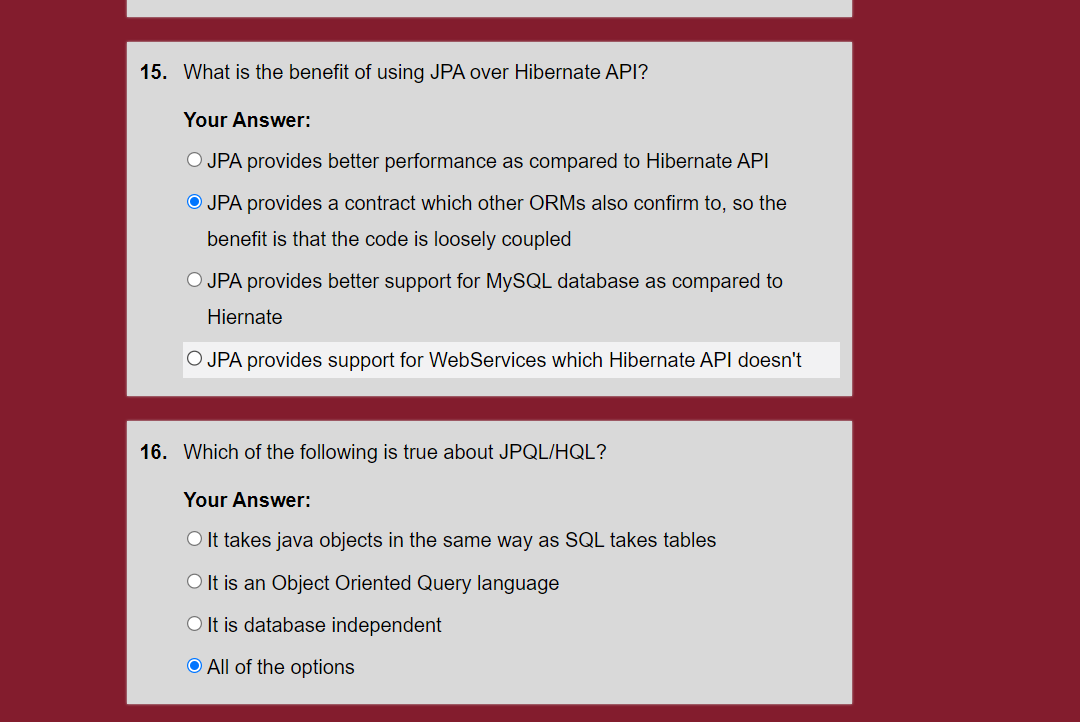 15. What is the benefit of using JPA over Hibernate API?
Your Answer:
JPA provides better performance as compared to Hibernate API
JPA provides a contract which other ORMs also confirm to, so the
benefit is that the code is loosely coupled
JPA provides better support for MySQL database as compared to
Hiernate
JPA provides support for WebServices which Hibernate API doesn't
16. Which of the following is true about JPQL/HQL?
Your Answer:
It takes java objects in the same way as SQL takes tables
It is an Object Oriented Query language
It is database independent
All of the options